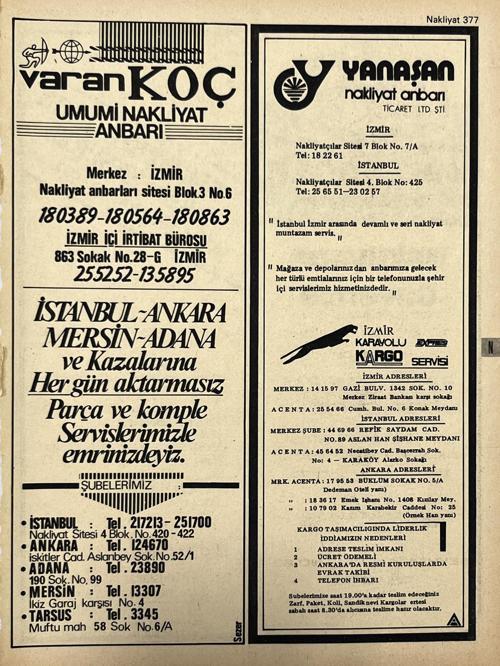 Nakliyat 377
varan KOÇ
UMUMİ NAKLİYAT
ANBARI
Merkez : İZMİR
Nakliyat anbarları sitesi Blok 3 No 6
180389-180564-180863
İZMİR İÇİ İRTİBAT BÜROSU
863 Sokak No. 28-G İZMİR
255252-135895
İSTANBUL-ANKARA
MERSİN-ADANA
ve Kazalarına
Her gün aktarmasız
Parça ve komple
Servislerimizle
emrinizdeyiz.
ŞUBELERİMİZ :
• İSTANBUL : Tel. 217213-251700
Nakliyat Sitesi 4 Blok. No. 420-422
• ANKARA : Tel. 124670
iskitler Cad. Aslanbey Sok. No 52/1
• ADANA : Tel. 23890
190 Sok. No, 99
• MERSİN : Tel. 13307
Ikiz Garaj karşısı No. 4
• TARSUS : Tel. 3345
Muftu mah 58 Sok No. 6/A
Sezer
YANAŞAN
nakliyat anbarı
TİCARET LTD ŞTİ
İZMİR
Nakliyatçılar Sitesi 7 Blok No. 7/A
Tel: 18 22 61
İSTANBUL
Nakliyatçılar Sitesi 4, Blok No: 425
Tel: 25 65 51-23 02 57
" İstanbul İzmir arasında devamlı ve seri nakliyat
muntazam servis. "
" Mağaza ve depolarınızdan anbarımıza gelecek
her türlü emtialarınız için bir telefonunuzla şehir
içi servislerimiz hizmetinizdedir. "
İZMİR
KARAYOLU EXPRES
KARGO SERVİSİ
İZMİR ADRESLERİ
MERKEZ : 14 15 97 GAZİ BULV. 1342 SOK. NO. 10
Merkez Ziraat Bankası karşı sokağı
ACENTA : 25 54 66 Cumh. Bul. No. 6 Konak Meydanı
İSTANBUL ADRESLERİ
MERKEZ ŞUBE : 44 69 66 REFİK SAYDAM CAD.
NO. 89 ASLAN HAN ŞİŞHANE MEYDANI
ACENTA : 45 64 52 Necatibey Cad. Başcerrah Sok.
No: 4 - KARAKÖY Alarko Sokağı
ANKARA ADRESLERİ
MRK. ACENTA : 17 95 53 BÜKLÜM SOKAK NO. 5/A
Dedeman Oteli yanı)
" : 18 36 17 Emek İşhanı No, 1408 Kızılay Mey.
" : 10 79 02 Kazım Karabekir Caddesi No: 25
(Örnek Han yanı)
KARGO TAŞIMACILIGINDA LİDERLİK
İDDİAMIZIN NEDENLERİ
1 ADRESE TESLİM İMKANI
2 ÜCRET ÖDEMELİ
3 ANKARA'DA RESMİ KURULUŞLARDA
EVRAK TAKİBİ
4 TELEFON İHBARI
Şubelerimize saat 19.00'a kadar teslim edeceğiniz
Zarf, Paket, Koli, Sandık nevi Kargolar ertesi
sabah saat 8.30'da alıcısına teslime hazır olacaktır.
N